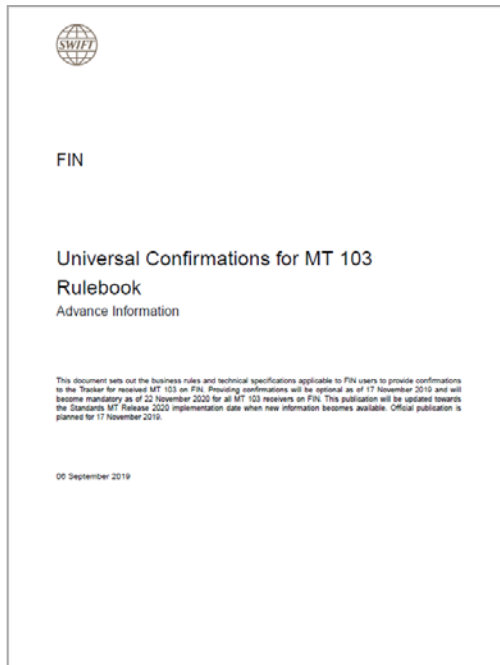 SWIFT
FIN
Universal Confirmations for MT 103
Rulebook
Advance Information
This document sets out the business rules and technical specifications applicable to FIN users to provide confirmations
to the Tracker for received MT 103 on FIN. Providing confirmations will be optional as of 17 November 2019 and will
become mandatory as of 22 November 2020 for all MT 103 receivers on FIN. This publication will be updated towards
the Standards MT Release 2020 implementation date when new information becomes available. Official publication is
planned for 17 November 2019.
06 September 2019